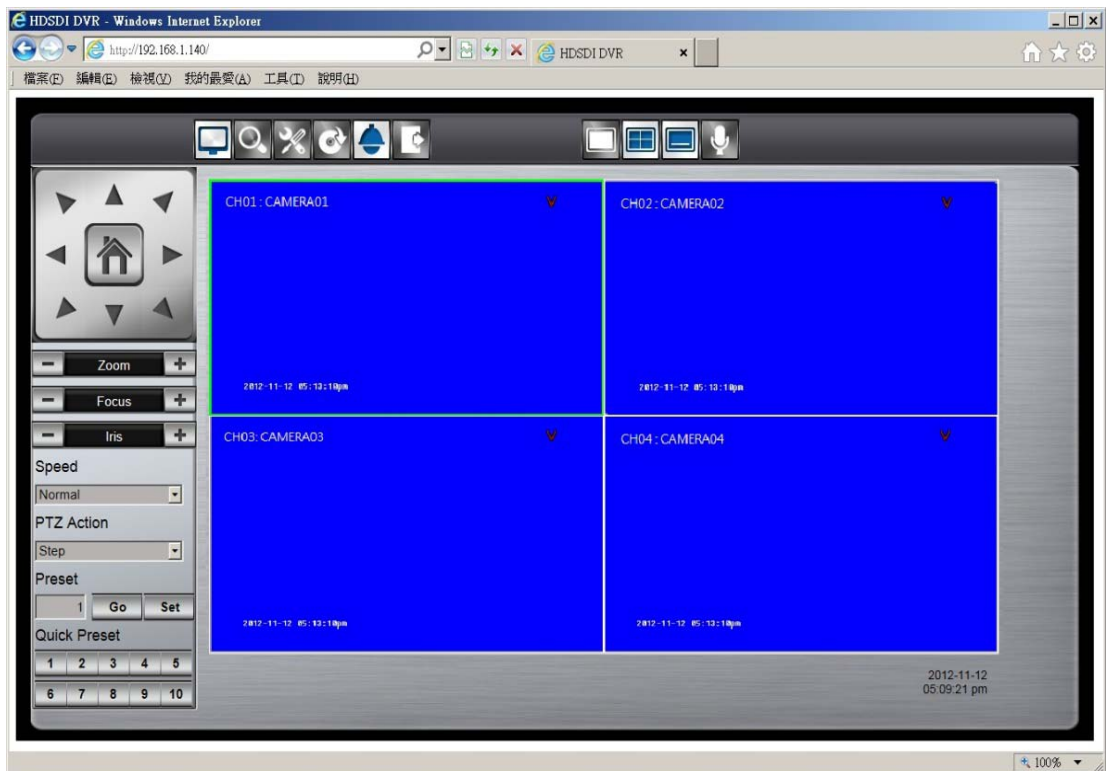 HDSDI DVR - Windows Internet Explorer
http://192.168.1.140/
HDSDI DVR
檔案(F) 編輯(E) 檢視(V) 我的最愛(A) 工具(T) 說明(H)
CH01:CAMERA01
V
CH02:CAMERA02
V
2012-11-12 05:13:10pm
2012-11-12 05:13:10pm
CH03:CAMERA03
V
CH04:CAMERA04
V
2012-11-12 05:13:10pm
2012-11-12 05:13:10pm
Zoom
Focus
Iris
Speed
Normal
PTZ Action
Step
Preset
1 Go Set
Quick Preset
1 2 3 4 5
6 7 8 9 10
2012-11-12
05:09:21 pm
100%